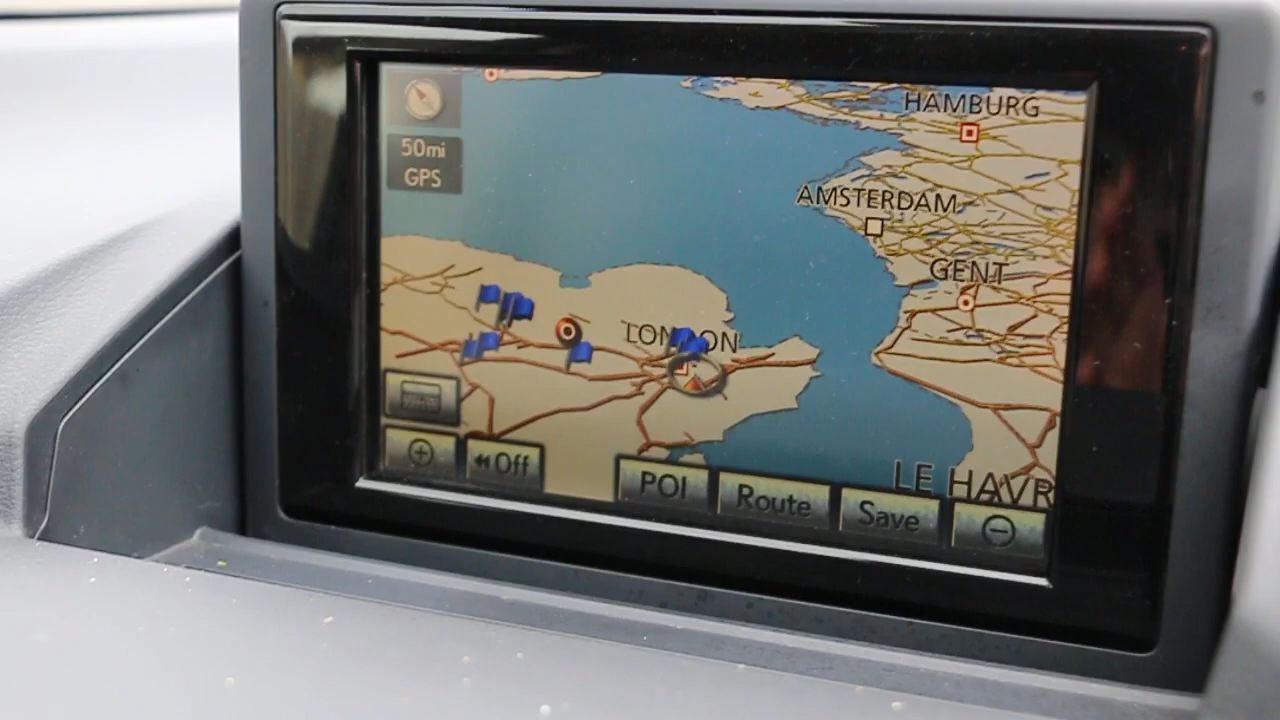 HAMBURG
50mi
GPS
AMSTERDAM
GENT
LONDON
Off
POI
Route
Save
LE HAVR